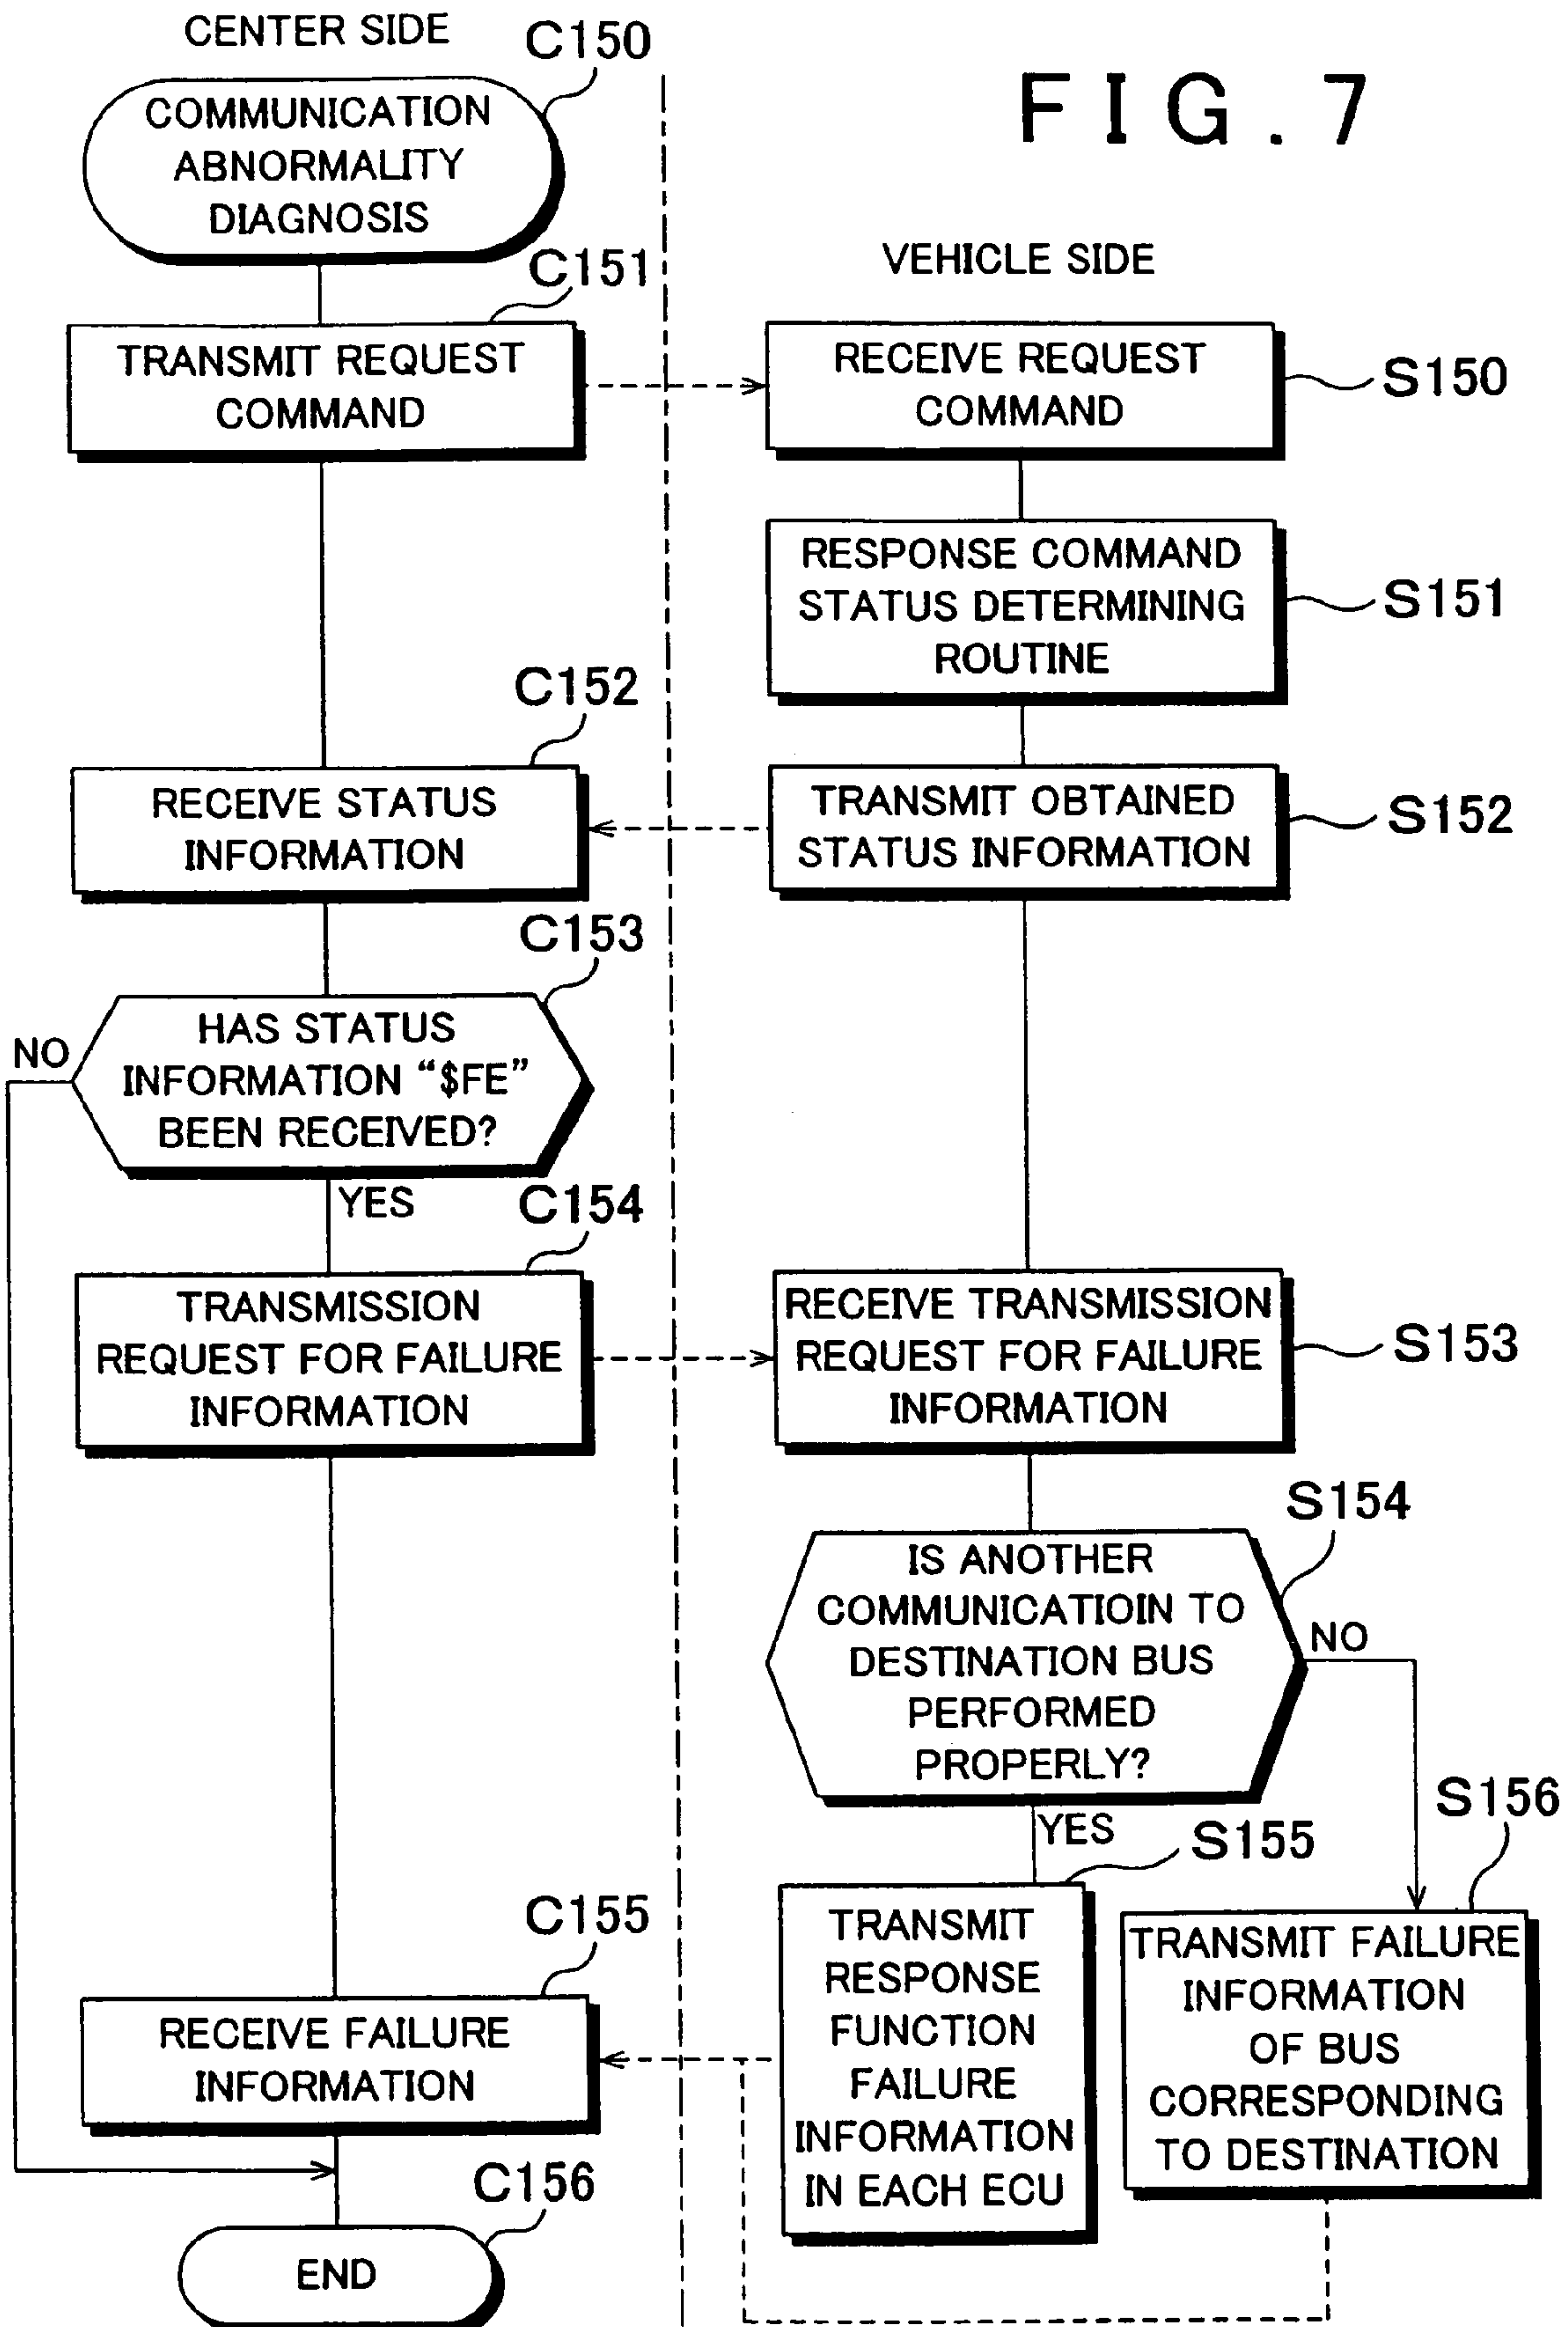 CENTER SIDE
C150
FIG. 7
COMMUNICATION
ABNORMALITY
DIAGNOSIS
VEHICLE SIDE
C151
TRANSMIT REQUEST
COMMAND
RECEIVE REQUEST
COMMAND
S150
RESPONSE COMMAND
STATUS DETERMINING
ROUTINE
S151
C152
RECEIVE STATUS
INFORMATION
TRANSMIT OBTAINED
STATUS INFORMATION
S152
C153
HAS STATUS
INFORMATION “$FE”
BEEN RECEIVED?
NO
YES
C154
TRANSMISSION
REQUEST FOR FAILURE
INFORMATION
RECEIVE TRANSMISSION
REQUEST FOR FAILURE
INFORMATION
S153
S154
IS ANOTHER
COMMUNICATIOIN TO
DESTINATION BUS
PERFORMED
PROPERLY?
NO
YES
S155
S156
TRANSMIT
RESPONSE
FUNCTION
FAILURE
INFORMATION
IN EACH ECU
TRANSMIT FAILURE
INFORMATION
OF BUS
CORRESPONDING
TO DESTINATION
C155
RECEIVE FAILURE
INFORMATION
C156
END